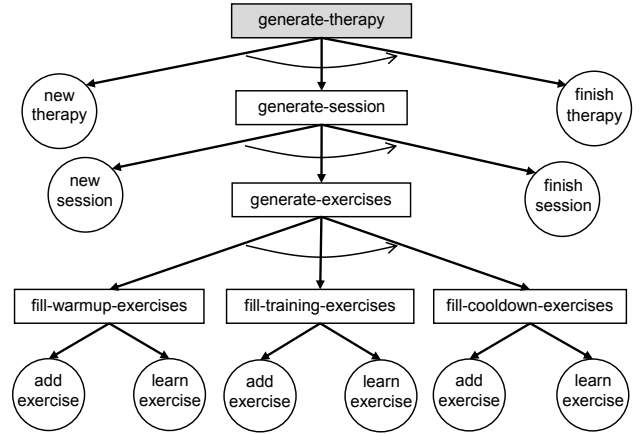 generate-therapy
new
therapy
generate-session
finish
therapy
new
session
generate-exercises
finish
session
fill-warmup-exercises
fill-training-exercises
fill-cooldown-exercises
add
exercise
learn
exercise
add
exercise
learn
exercise
add
exercise
learn
exercise